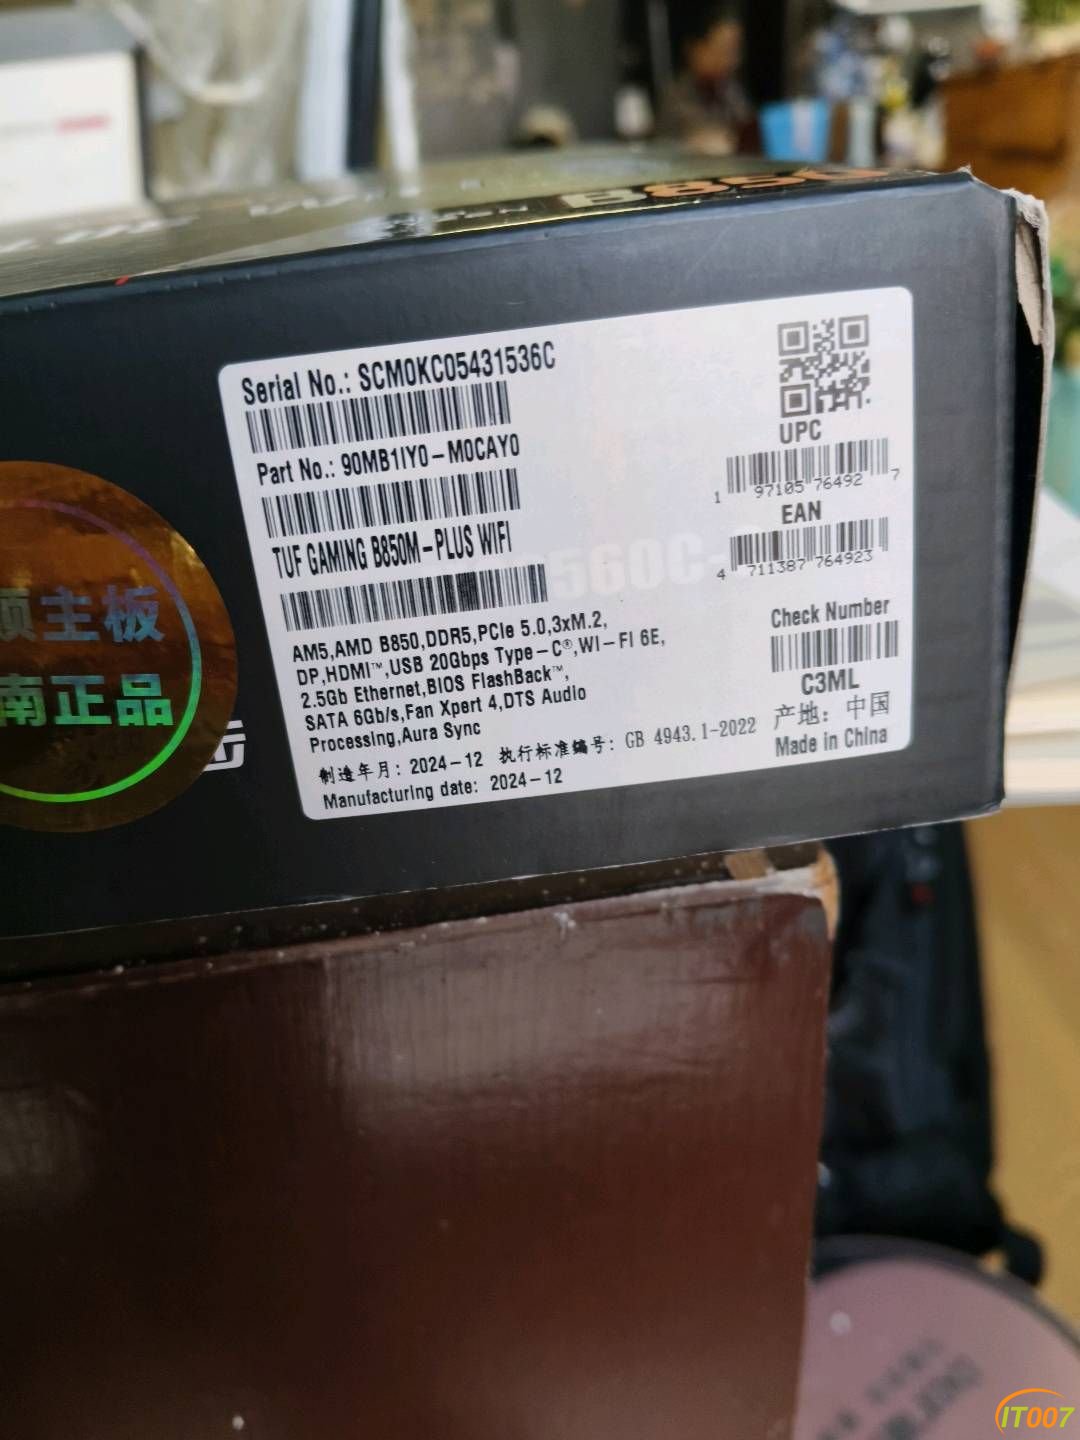 B850
Serial No.: SCM0KC05431536C
Part No.: 90MB1IY0-M0CAY0
TUF GAMING B850M-PLUS WIFI
AM5,AMD B850,DDR5,PCIe 5.0,3xM.2,
DP,HDMI™,USB 20Gbps Type-C®,WI-FI 6E,
2.5Gb Ethernet,BIOS FlashBack™,
SATA 6Gb/s,Fan Xpert 4,DTS Audio
Processing,Aura Sync
制造年月: 2024-12 执行标准编号: GB 4943.1-2022
Manufacturing date: 2024-12
UPC
1 97105 76492 7
EAN
4 711387 764923
Check Number
C3ML
产地: 中国
Made in China
主板
南正品
IT007